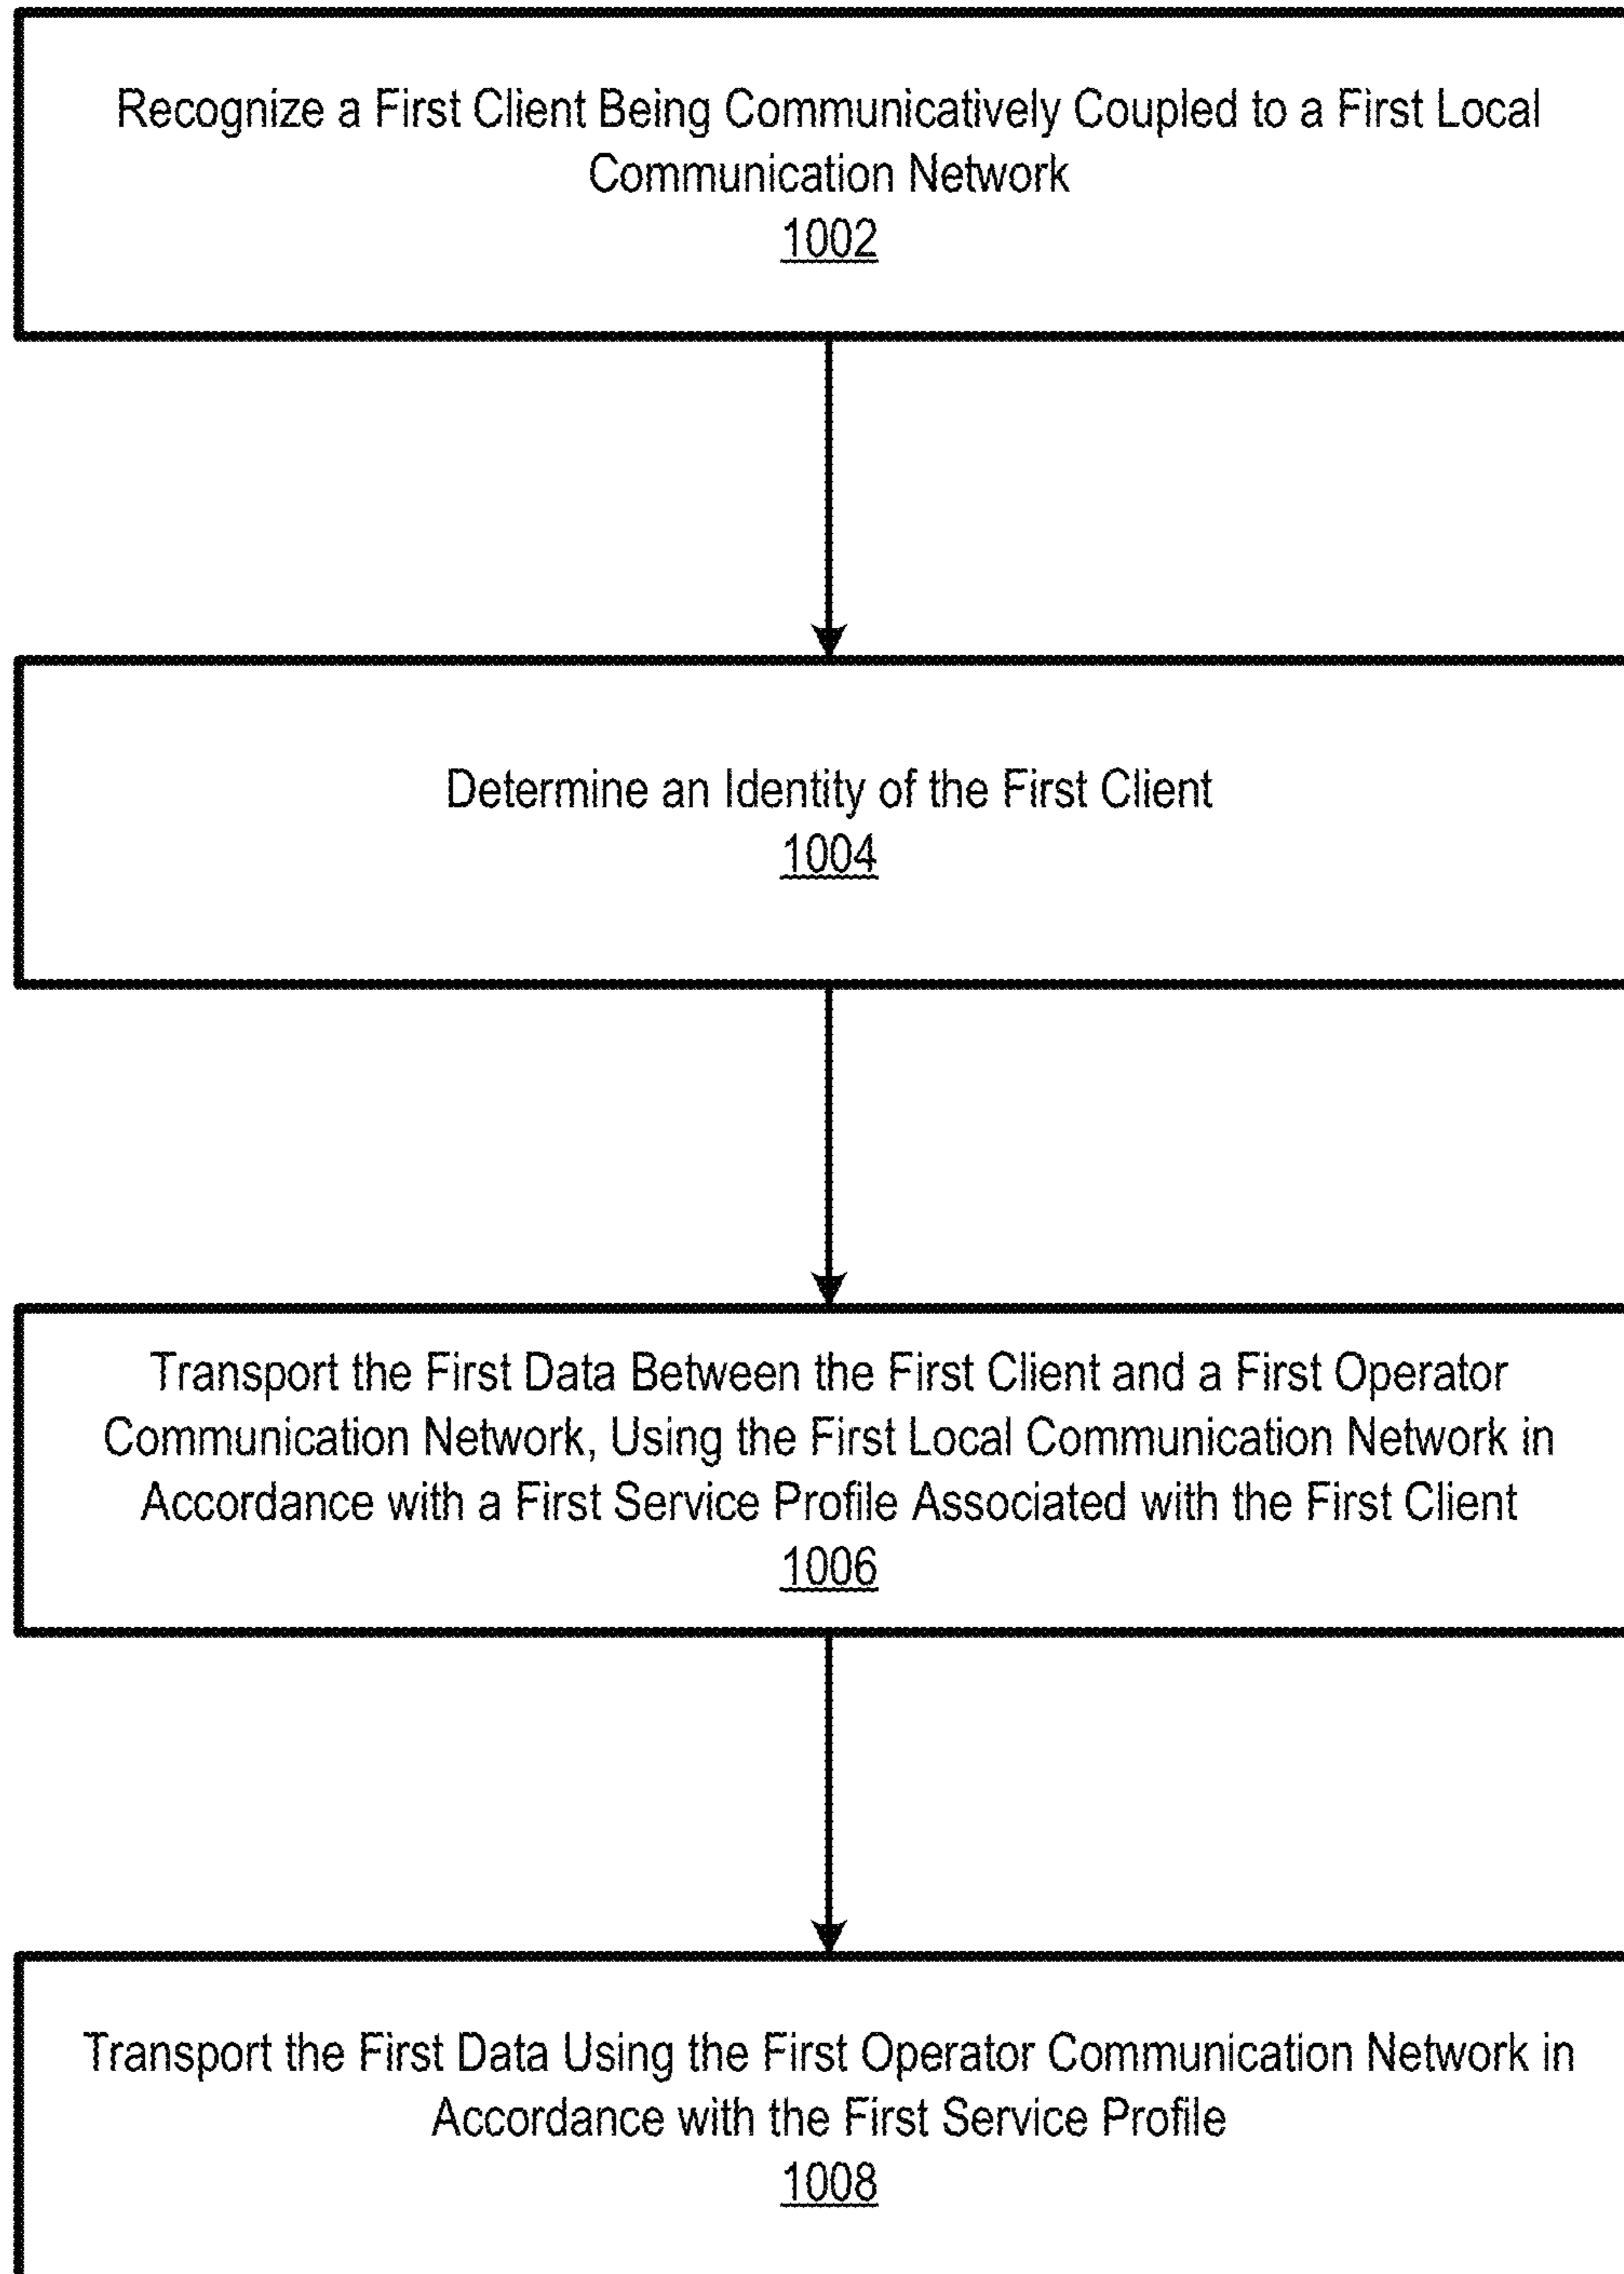 Recognize a First Client Being Communicatively Coupled to a First Local
Communication Network
1002
Determine an Identity of the First Client
1004
Transport the First Data Between the First Client and a First Operator
Communication Network, Using the First Local Communication Network in
Accordance with a First Service Profile Associated with the First Client
1006
Transport the First Data Using the First Operator Communication Network in
Accordance with the First Service Profile
1008